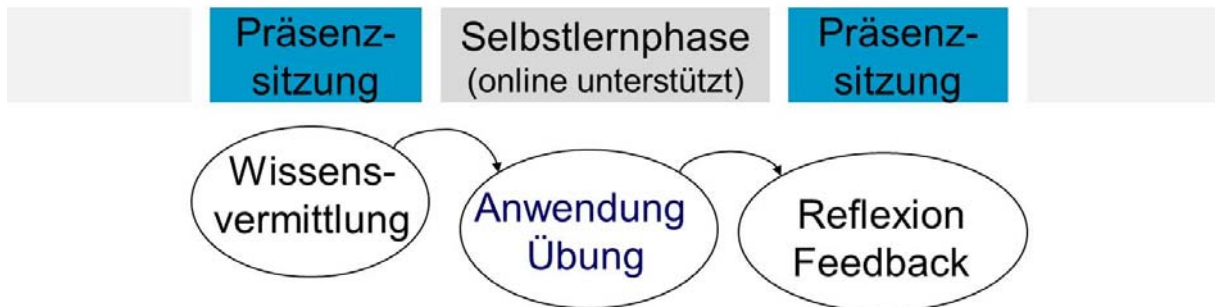 Präsenz-
sitzung
Selbstlernphase
(online unterstützt)
Präsenz-
sitzung
Wissens-
vermittlung
Anwendung
Übung
Reflexion
Feedback